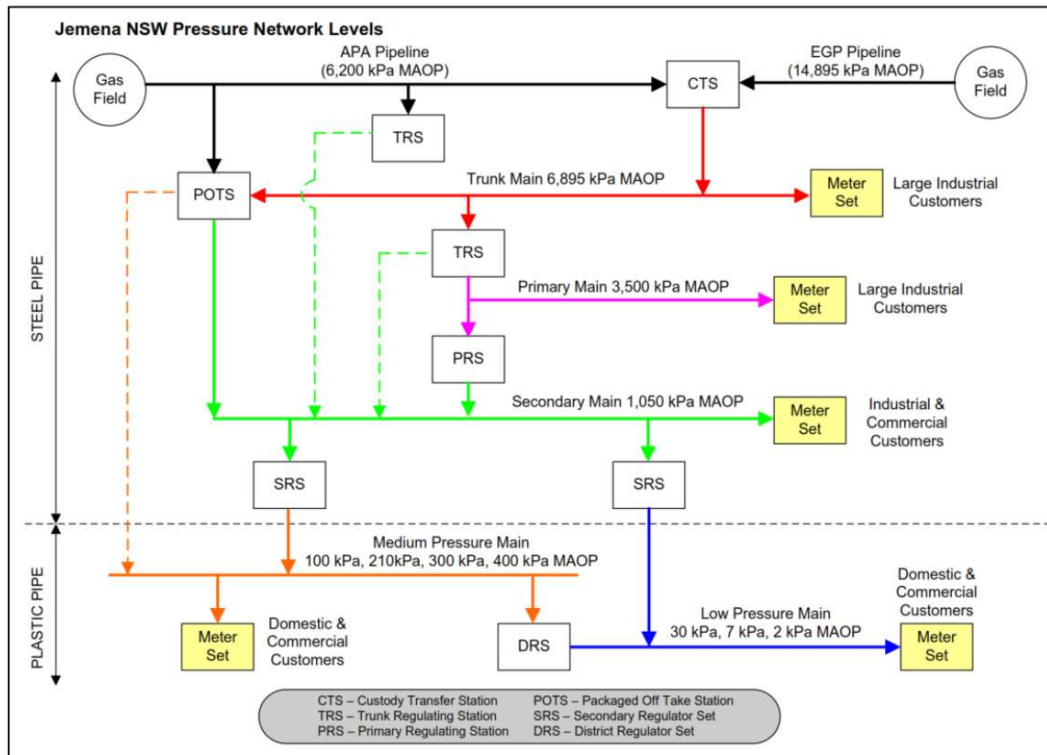 Jemena NSW Pressure Network Levels
APA Pipeline
(6,200 kPa MAOP)
EGP Pipeline
(14,895 kPa MAOP)
Gas
Field
CTS
Gas
Field
TRS
STEEL PIPE
POTS
Trunk Main 6,895 kPa MAOP
Meter
Set
Large Industrial
Customers
TRS
Primary Main 3,500 kPa MAOP
Meter
Set
Large Industrial
Customers
PRS
Secondary Main 1,050 kPa MAOP
Meter
Set
Industrial &
Commercial
Customers
SRS
SRS
PLASTIC PIPE
Medium Pressure Main
100 kPa, 210kPa, 300 kPa, 400 kPa MAOP
Meter
Set
Domestic &
Commercial
Customers
DRS
Low Pressure Main
30 kPa, 7 kPa, 2 kPa MAOP
Domestic &
Commercial
Customers
Meter
Set
CTS – Custody Transfer Station
POTS – Packaged Off Take Station
TRS – Trunk Regulating Station
SRS – Secondary Regulator Set
PRS – Primary Regulating Station
DRS – District Regulator Set